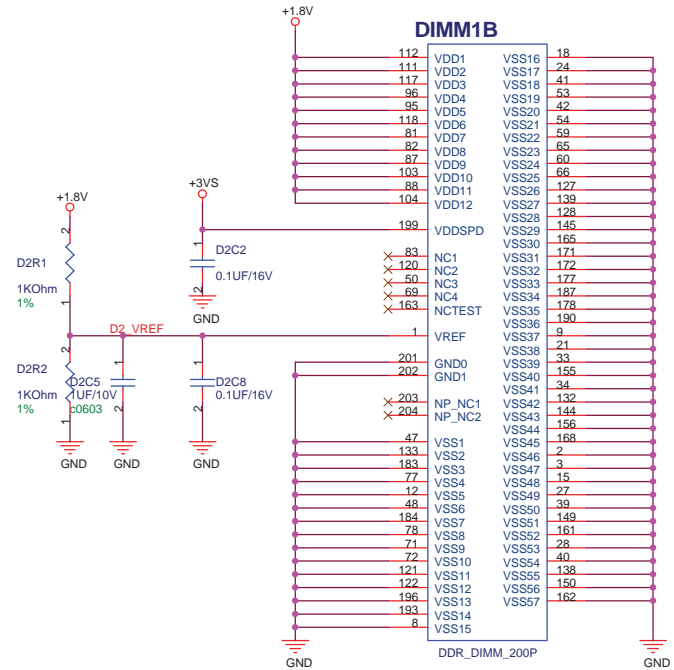 +1.8V
DIMM1B
112 VDD1 VSS16 18
111 VDD2 VSS17 24
117 VDD3 VSS18 41
96 VDD4 VSS19 53
95 VDD5 VSS20 42
118 VDD6 VSS21 54
81 VDD7 VSS22 59
82 VDD8 VSS23 65
87 VDD9 VSS24 60
103 VDD10 VSS25 66
88 VDD11 VSS26 127
104 VDD12 VSS27 139
VSS28 128
199 VDDSPD VSS29 145
VSS30 165
83 NC1 VSS31 171
120 NC2 VSS32 172
50 NC3 VSS33 177
69 NC4 VSS34 187
163 NCTEST VSS35 178
VSS36 190
1 VREF VSS37 9
VSS38 21
201 GND0 VSS39 33
202 GND1 VSS40 155
VSS41 34
203 NP_NC1 VSS42 132
204 NP_NC2 VSS43 144
VSS44 156
47 VSS1 VSS45 168
133 VSS2 VSS46 2
183 VSS3 VSS47 3
77 VSS4 VSS48 15
12 VSS5 VSS49 27
48 VSS6 VSS50 39
184 VSS7 VSS51 149
78 VSS8 VSS52 161
71 VSS9 VSS53 28
72 VSS10 VSS54 40
121 VSS11 VSS55 138
122 VSS12 VSS56 150
196 VSS13 VSS57 162
193 VSS14
8 VSS15
DDR_DIMM_200P
GND
GND
+1.8V
2
D2R1
1KOhm
1%
1
+3VS
1
D2C2
0.1UF/16V
2
GND
D2_VREF
2
D2R2
1KOhm
1%
1
GND
1
D2C5
1UF/10V
c0603
2
GND
1
D2C8
0.1UF/16V
2
GND